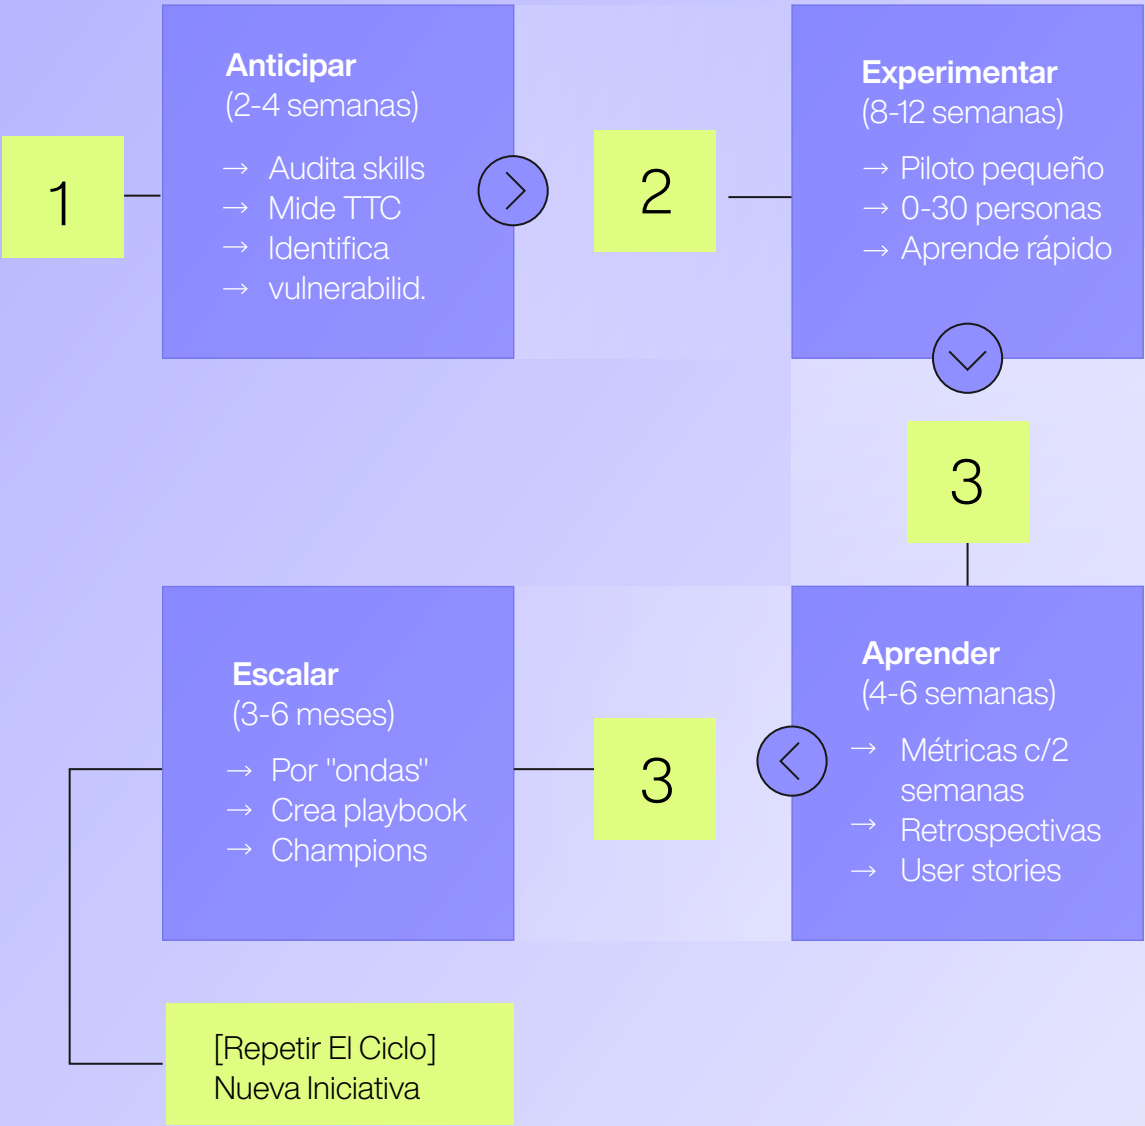 1
Anticipar
(2-4 semanas)
→ Audita skills
→ Mide TTC
→ Identifica
→ vulnerabilid.
2
Experimentar
(8-12 semanas)
→ Piloto pequeño
→ 0-30 personas
→ Aprende rápido
3
Aprender
(4-6 semanas)
→ Métricas c/2
semanas
→ Retrospectivas
→ User stories
3
Escalar
(3-6 meses)
→ Por "ondas"
→ Crea playbook
→ Champions
[Repetir El Ciclo]
Nueva Iniciativa